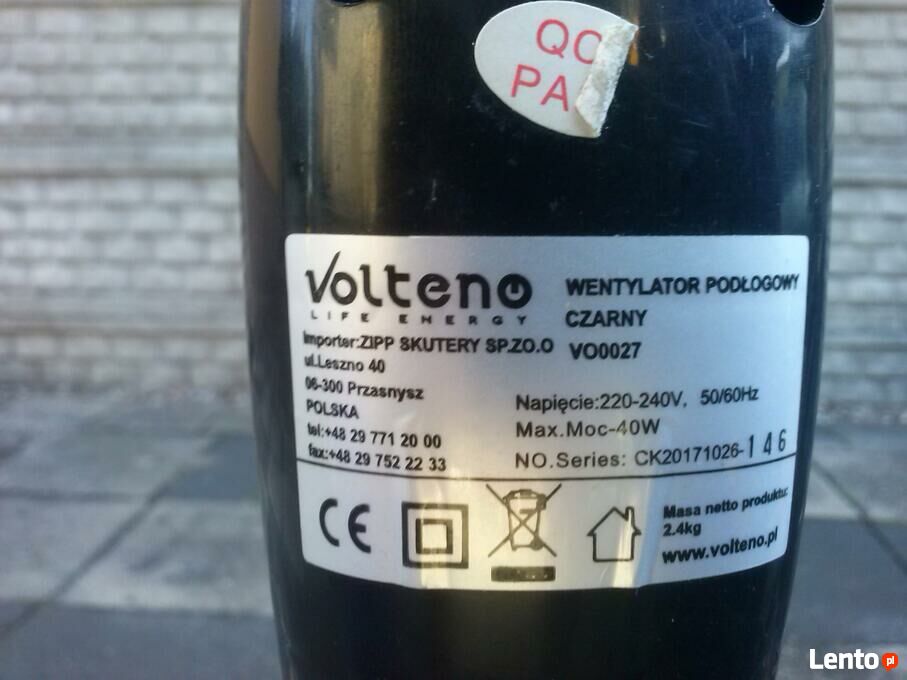 QC
PA
Volteno
LIFE ENERGY
Importer:ZIPP SKUTERY SP.ZO.O
ul.Leszno 40
06-300 Przasnysz
POLSKA
tel:+48 29 771 20 00
fax:+48 29 752 22 33
WENTYLATOR PODŁOGOWY
CZARNY
VO0027
Napięcie:220-240V, 50/60Hz
Max.Moc-40W
NO.Series: CK20171026-146
CE
Masa netto produktu:
2.4kg
www.volteno.pl
Lento pl